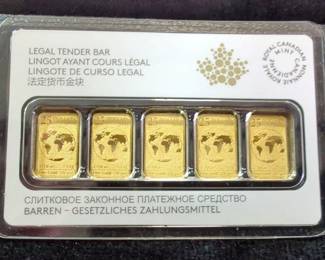 LEGAL TENDER BAR
LINGOT AYANT COURS LÉGAL
LINGOTE DE CURSO LEGAL
法定货币金块
ROYAL CANADIAN MINT
MONNAIE ROYALE CANADIENNE
СЛИТКОВОЕ ЗАКОННОЕ ПЛАТЕЖНОЕ СРЕДСТВО
BARREN – GESETZLICHES ZAHLUNGSMITTEL